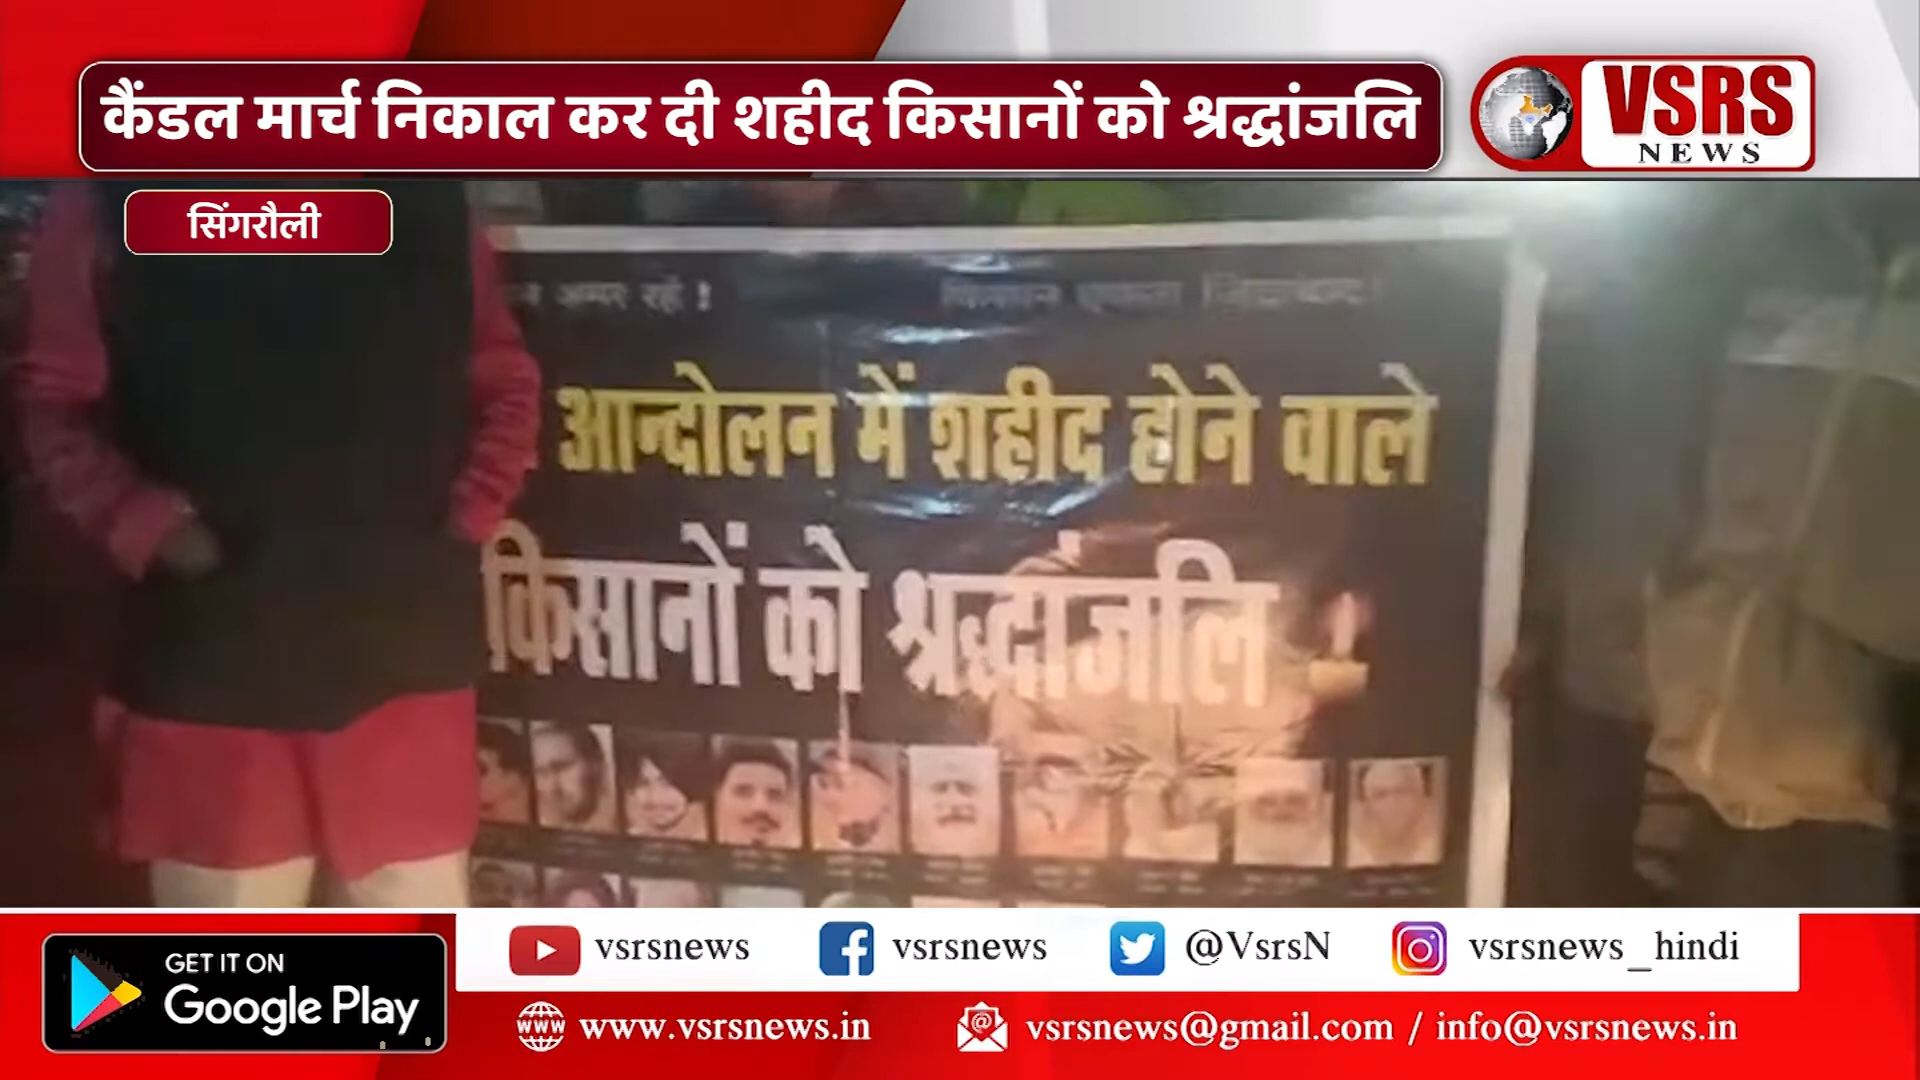 कैंडल मार्च निकाल कर दी शहीद किसानों को श्रद्धांजलि
VSRS
NEWS
सिंगरौली
अमर रहे !
किसान एकता जिंदाबाद!
आन्दोलन में शहीद होने वाले
किसानों को श्रद्धांजलि
GET IT ON
Google Play
vsrsnews
vsrsnews
@VsrsN
vsrsnews_hindi
www.vsrsnews.in
vsrsnews@gmail.com / info@vsrsnews.in